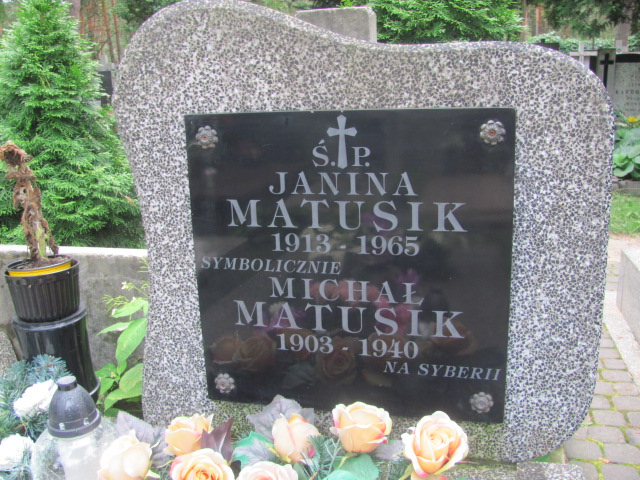 Ś.P.
JANINA
MATUSIK
1913 - 1965
SYMBOLICZNIE
MICHAŁ
MATUSIK
1903 - 1940
NA SYBERII